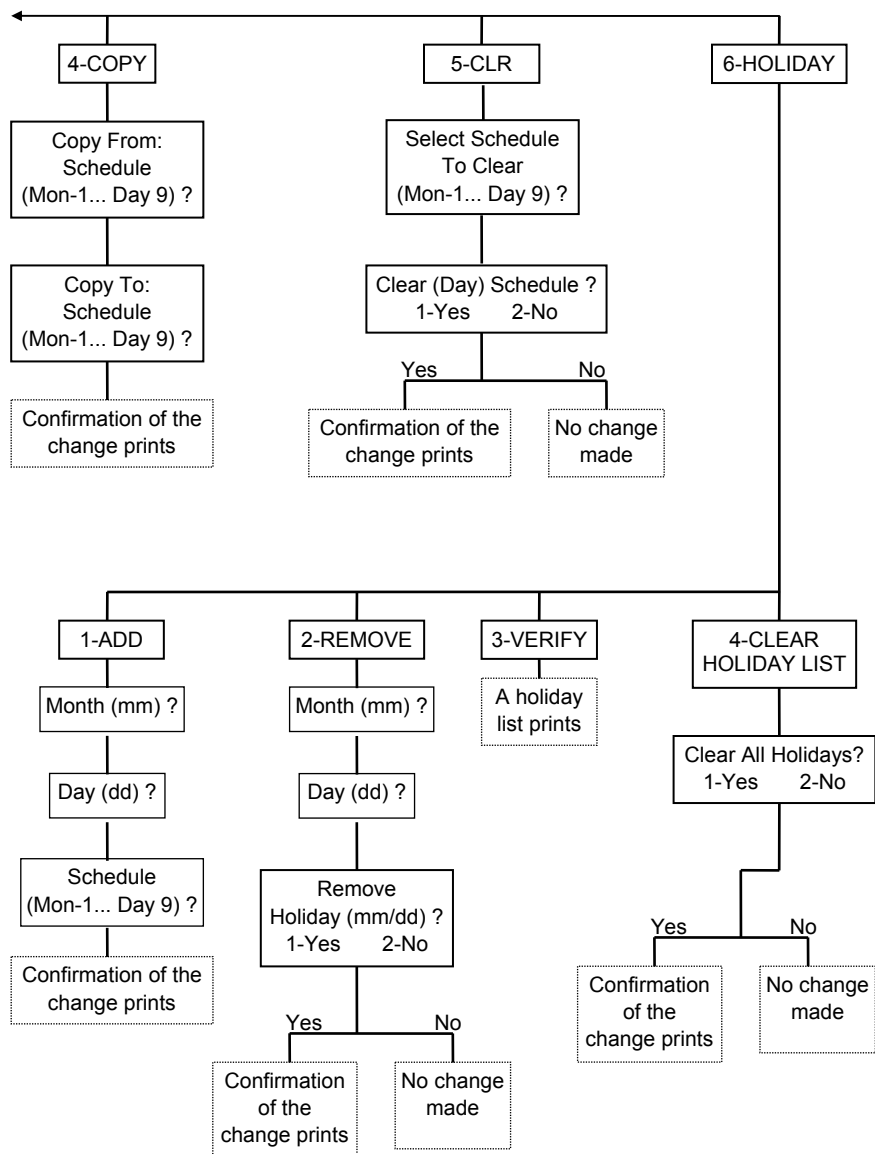 4-COPY
5-CLR
6-HOLIDAY
Copy From:
Schedule
(Mon-1... Day 9) ?
Select Schedule
To Clear
(Mon-1... Day 9) ?
Copy To:
Schedule
(Mon-1... Day 9) ?
Clear (Day) Schedule ?
1-Yes 2-No
Yes
No
Confirmation of the
change prints
Confirmation of the
change prints
No change
made
1-ADD
2-REMOVE
3-VERIFY
4-CLEAR
HOLIDAY LIST
Month (mm) ?
Month (mm) ?
A holiday
list prints
Clear All Holidays?
1-Yes 2-No
Day (dd) ?
Day (dd) ?
Schedule
(Mon-1... Day 9) ?
Remove
Holiday (mm/dd) ?
1-Yes 2-No
Yes
No
Confirmation of the
change prints
Confirmation
of the
change prints
No change
made
Yes
No
Confirmation
of the
change prints
No change
made